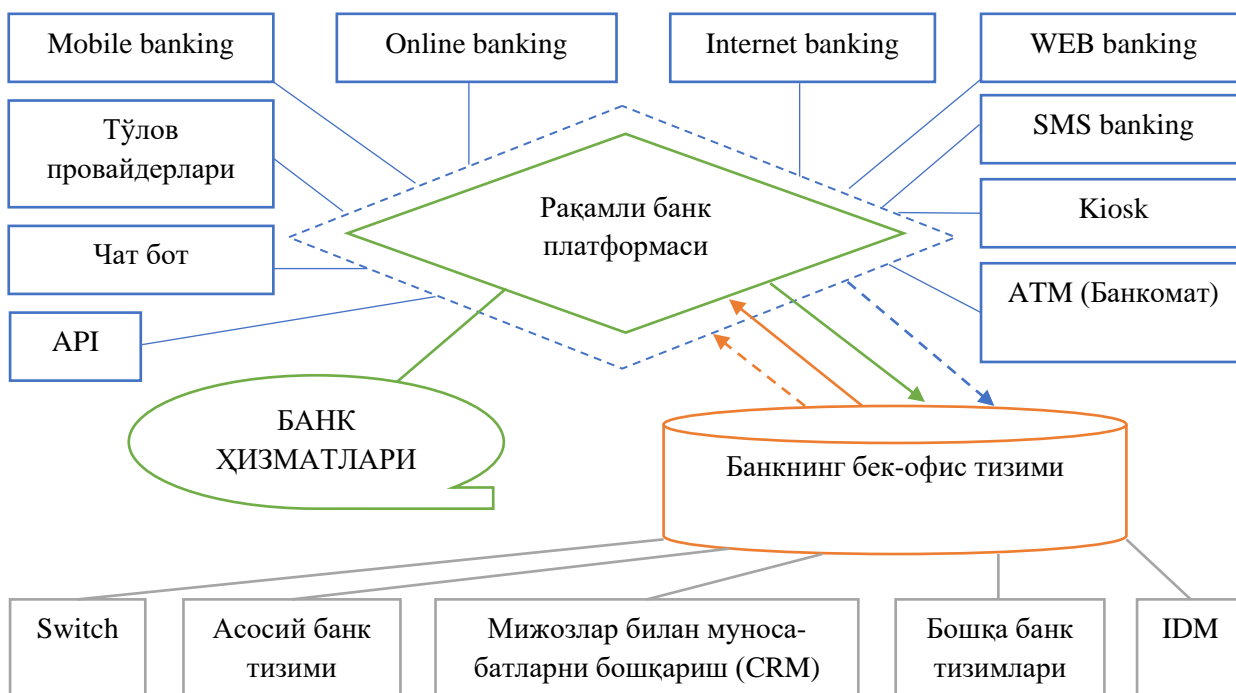 Mobile banking
Online banking
Internet banking
WEB banking
Тўлов
провайдерлари
SMS banking
Рақамли банк
платформаси
Kiosk
Чат бот
ATM (Банкомат)
API
БАНК
ҲИЗМАТЛАРИ
Банкнинг бек-офис тизими
Switch
Асосий банк
тизими
Мижозлар билан муноса-
батларни бошқариш (CRM)
Бошқа банк
тизимлари
IDM